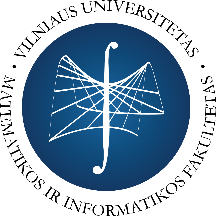 VILNIAUS UNIVERSITETAS
MATEMATIKOS IR INFORMATIKOS FAKULTETAS